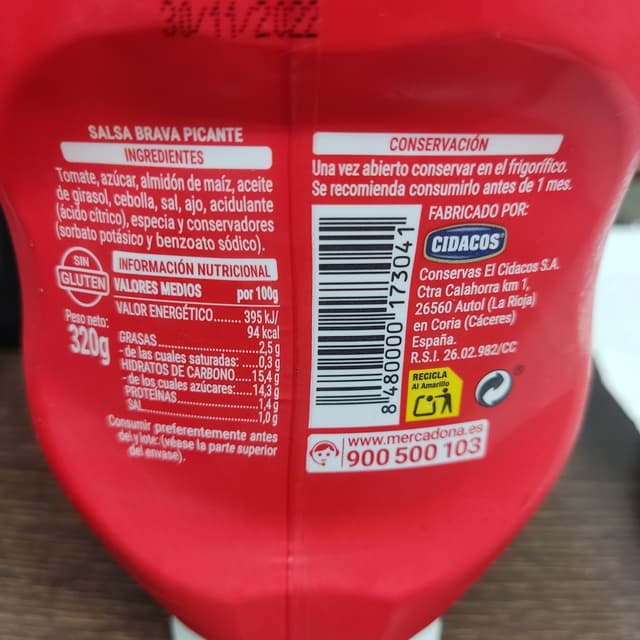 30/11/2022
SALSA BRAVA PICANTE
INGREDIENTES
Tomate, azúcar, almidón de maíz, aceite
de girasol, cebolla, sal, ajo, acidulante
(ácido cítrico), especia y conservadores
(sorbato potásico y benzoato sódico).
SIN
GLUTEN
Peso neto:
320g
INFORMACIÓN NUTRICIONAL
VALORES MEDIOS por 100g
VALOR ENERGÉTICO....... 395 kJ/
94 kcal
GRASAS..........................2,5 g
- de las cuales saturadas: .....0,3 g
HIDRATOS DE CARBONO.....15,4 g
- de los cuales azúcares:.....14,3 g
PROTEÍNAS.....................1,4 g
SAL..............................1,0 g
Consumir preferentemente antes
del y lote: (véase la parte superior
del envase).
CONSERVACIÓN
Una vez abierto conservar en el frigorífico.
Se recomienda consumirlo antes de 1 mes.
8 480000 173041
FABRICADO POR:
CIDACOS
Conservas El Cidacos S.A.
Ctra Calahorra km 1,
26560 Autol (La Rioja)
en Coria (Cáceres)
España.
R.S.I. 26.02.982/CC
RECICLA
Al Amarillo
www.mercadona.es
900 500 103